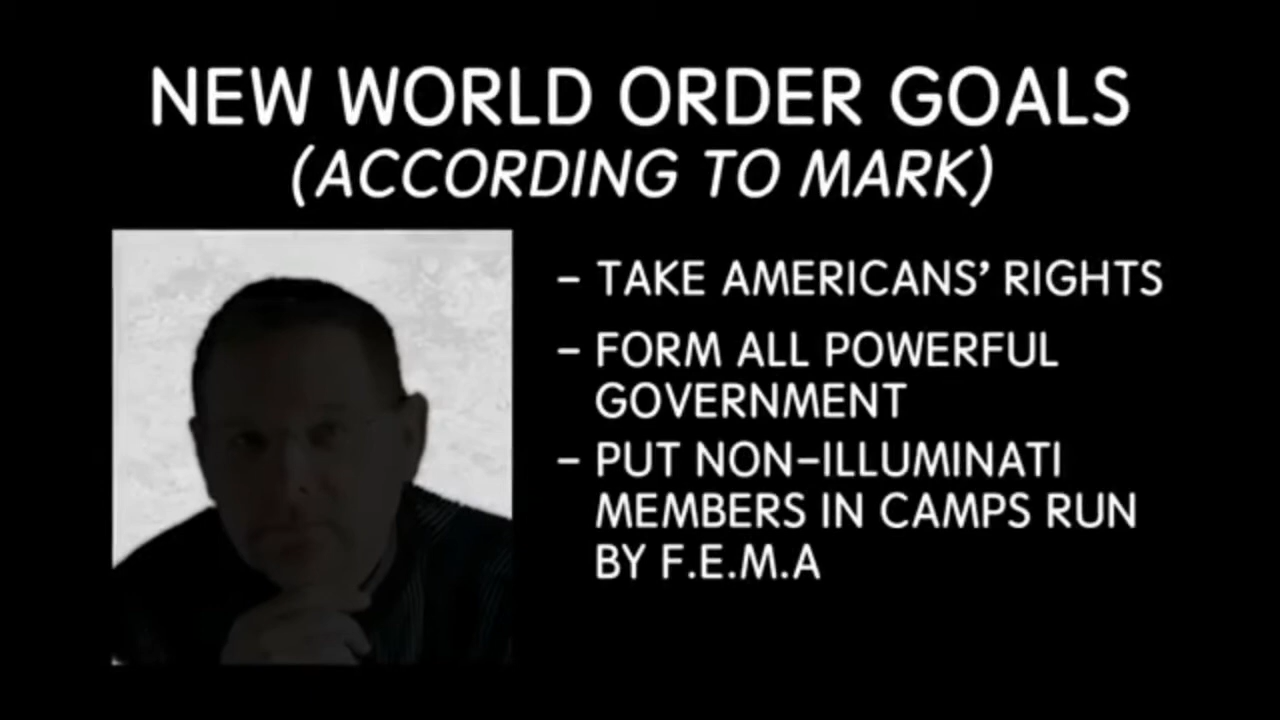 NEW WORLD ORDER GOALS
(ACCORDING TO MARK)
– TAKE AMERICANS’ RIGHTS
– FORM ALL POWERFUL
GOVERNMENT
– PUT NON–ILLUMINATI
MEMBERS IN CAMPS RUN
BY F.E.M.A